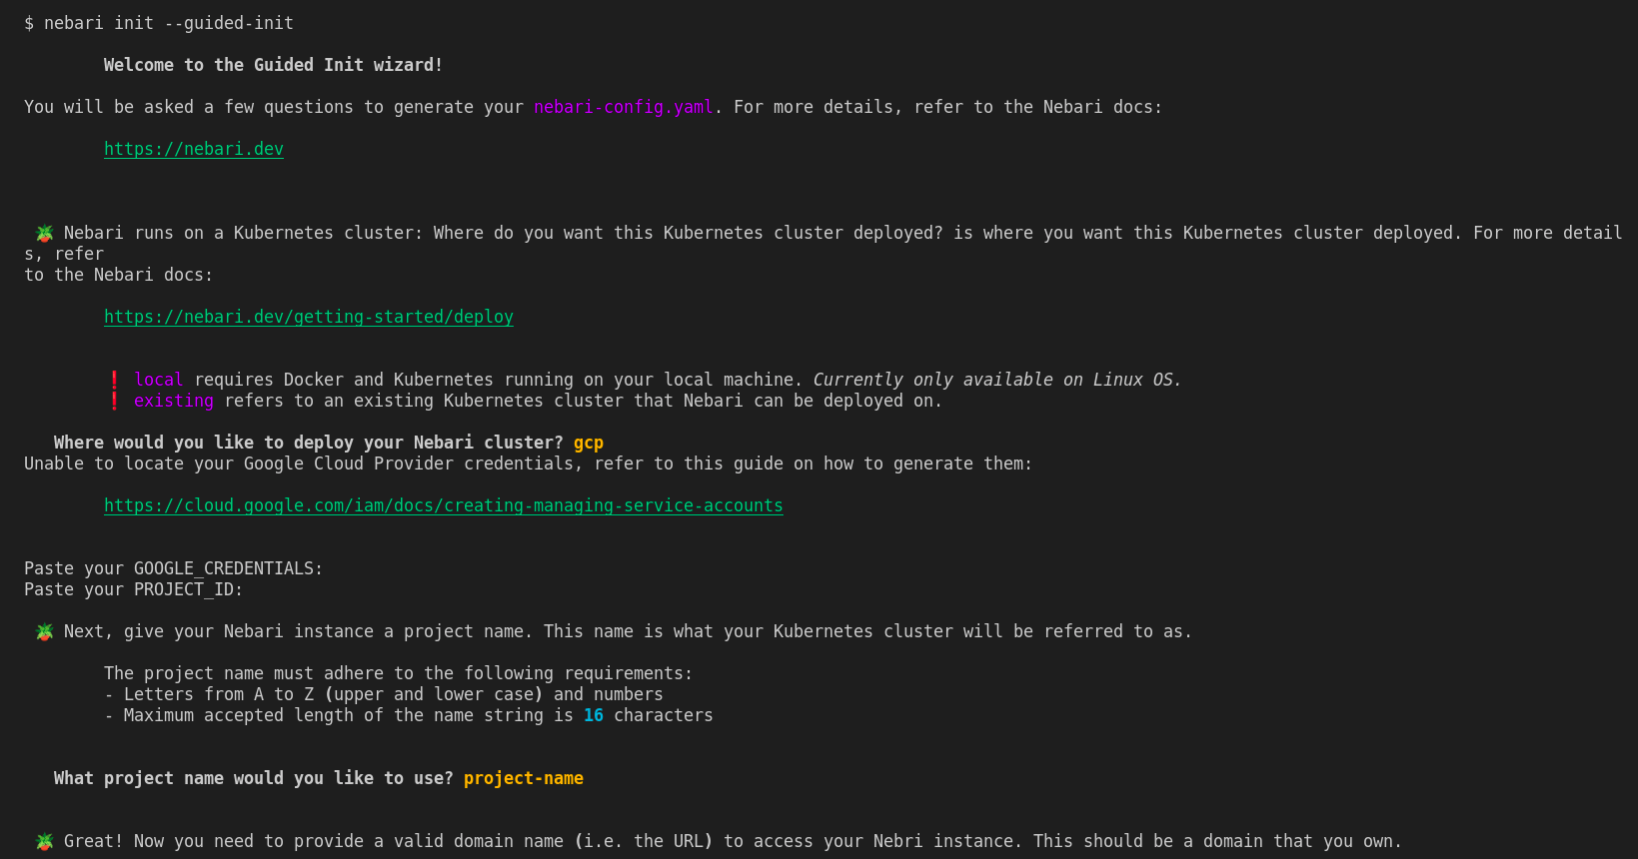 $ nebari init --guided-init
Welcome to the Guided Init wizard!
You will be asked a few questions to generate your nebari-config.yaml. For more details, refer to the Nebari docs:
https://nebari.dev
Nebari runs on a Kubernetes cluster: Where do you want this Kubernetes cluster deployed? is where you want this Kubernetes cluster deployed. For more detail
s, refer
to the Nebari docs:
https://nebari.dev/getting-started/deploy
❗ local requires Docker and Kubernetes running on your local machine. Currently only available on Linux OS.
❗ existing refers to an existing Kubernetes cluster that Nebari can be deployed on.
Where would you like to deploy your Nebari cluster? gcp
Unable to locate your Google Cloud Provider credentials, refer to this guide on how to generate them:
https://cloud.google.com/iam/docs/creating-managing-service-accounts
Paste your GOOGLE_CREDENTIALS:
Paste your PROJECT_ID:
Next, give your Nebari instance a project name. This name is what your Kubernetes cluster will be referred to as.
The project name must adhere to the following requirements:
- Letters from A to Z (upper and lower case) and numbers
- Maximum accepted length of the name string is 16 characters
What project name would you like to use? project-name
Great! Now you need to provide a valid domain name (i.e. the URL) to access your Nebri instance. This should be a domain that you own.